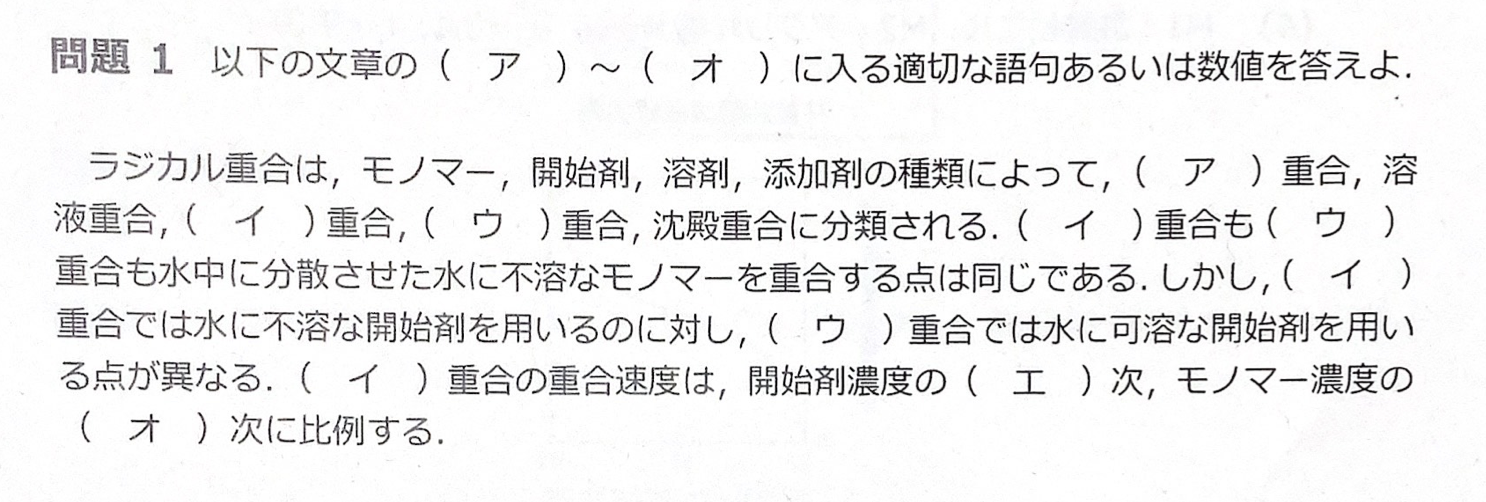 問題 1 以下の文章の（　ア　）～（　オ　）に入る適切な語句あるいは数値を答えよ．
ラジカル重合は，モノマー，開始剤，溶剤，添加剤の種類によって，（　ア　）重合，溶
液重合，（　イ　）重合，（　ウ　）重合，沈殿重合に分類される．（　イ　）重合も（　ウ　）
重合も水中に分散させた水に不溶なモノマーを重合する点は同じである．しかし，（　イ　）
重合では水に不溶な開始剤を用いるのに対し，（　ウ　）重合では水に可溶な開始剤を用い
る点が異なる．（　イ　）重合の重合速度は，開始剤濃度の（　エ　）次，モノマー濃度の
（　オ　）次に比例する．